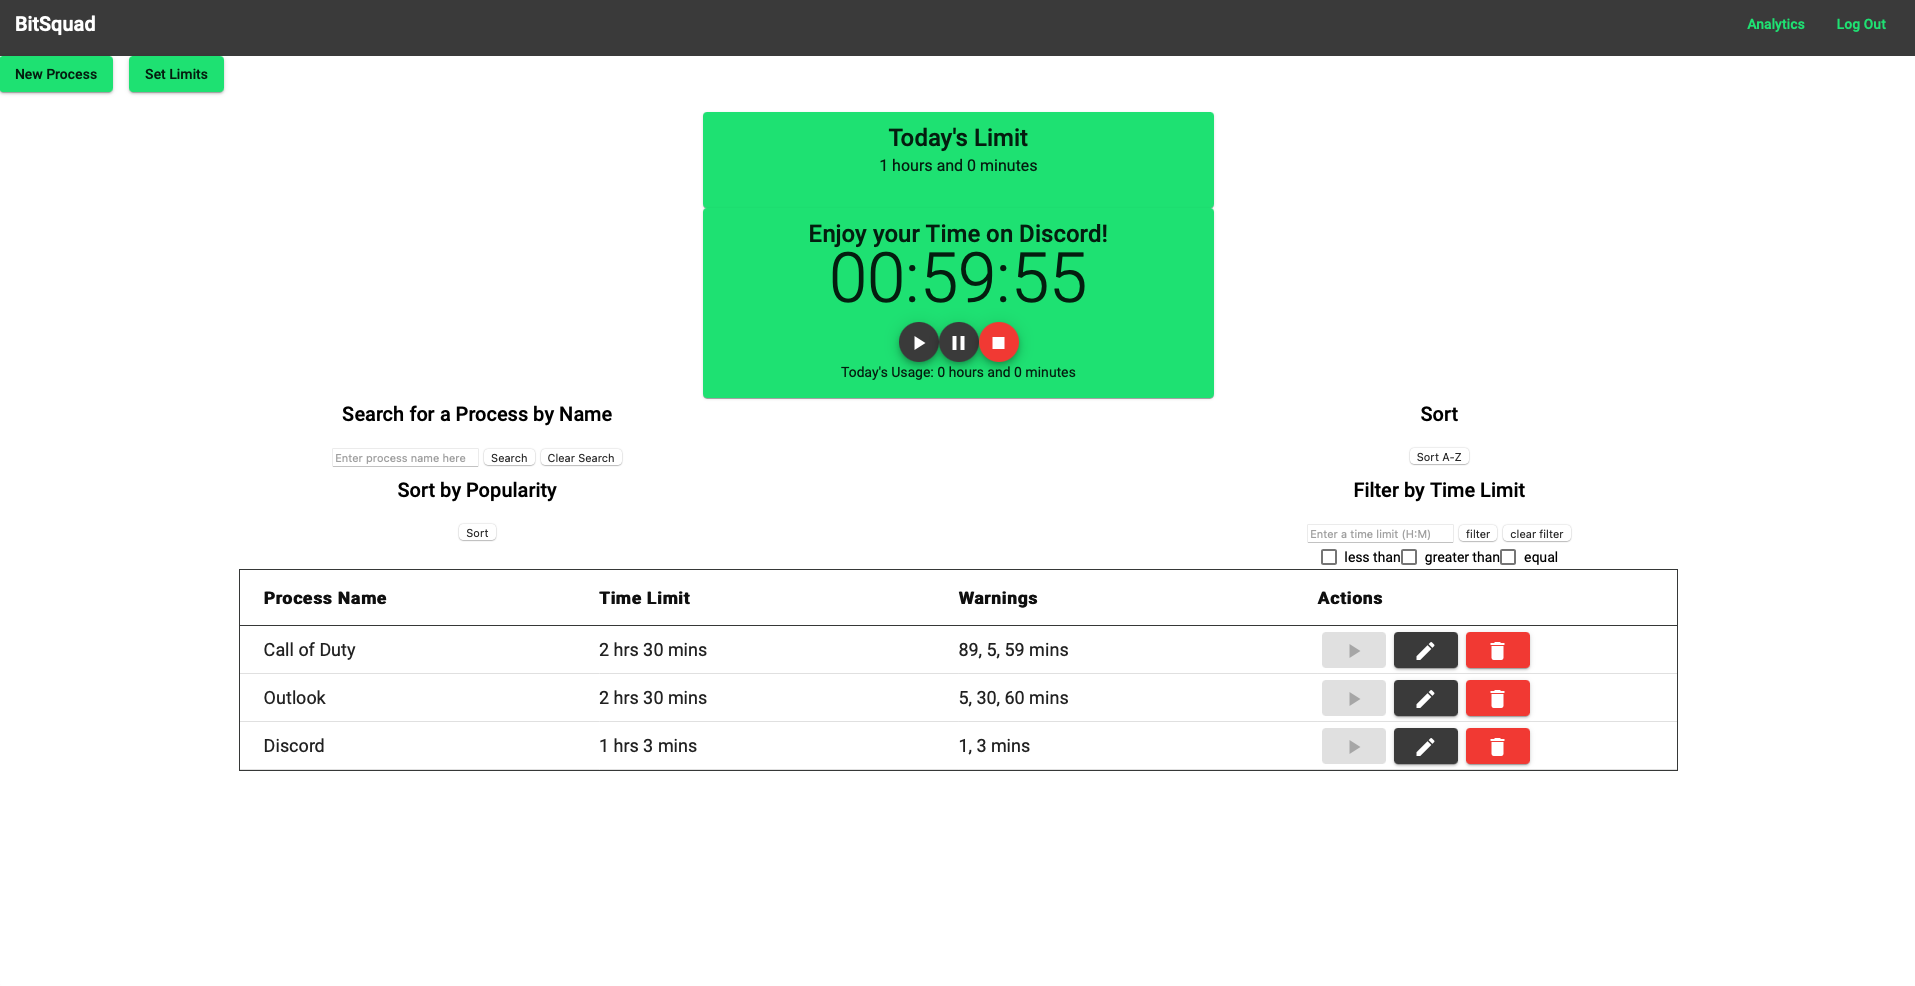 BitSquad
Analytics
Log Out
New Process
Set Limits
Today's Limit
1 hours and 0 minutes
Enjoy your Time on Discord!
00:59:55
Today's Usage: 0 hours and 0 minutes
Search for a Process by Name
Enter process name here Search Clear Search
Sort by Popularity
Sort
Sort
Sort A-Z
Filter by Time Limit
Enter a time limit (H:M) filter clear filter
less than greater than equal
Process Name Time Limit Warnings Actions
Call of Duty 2 hrs 30 mins 89, 5, 59 mins
Outlook 2 hrs 30 mins 5, 30, 60 mins
Discord 1 hrs 3 mins 1, 3 mins